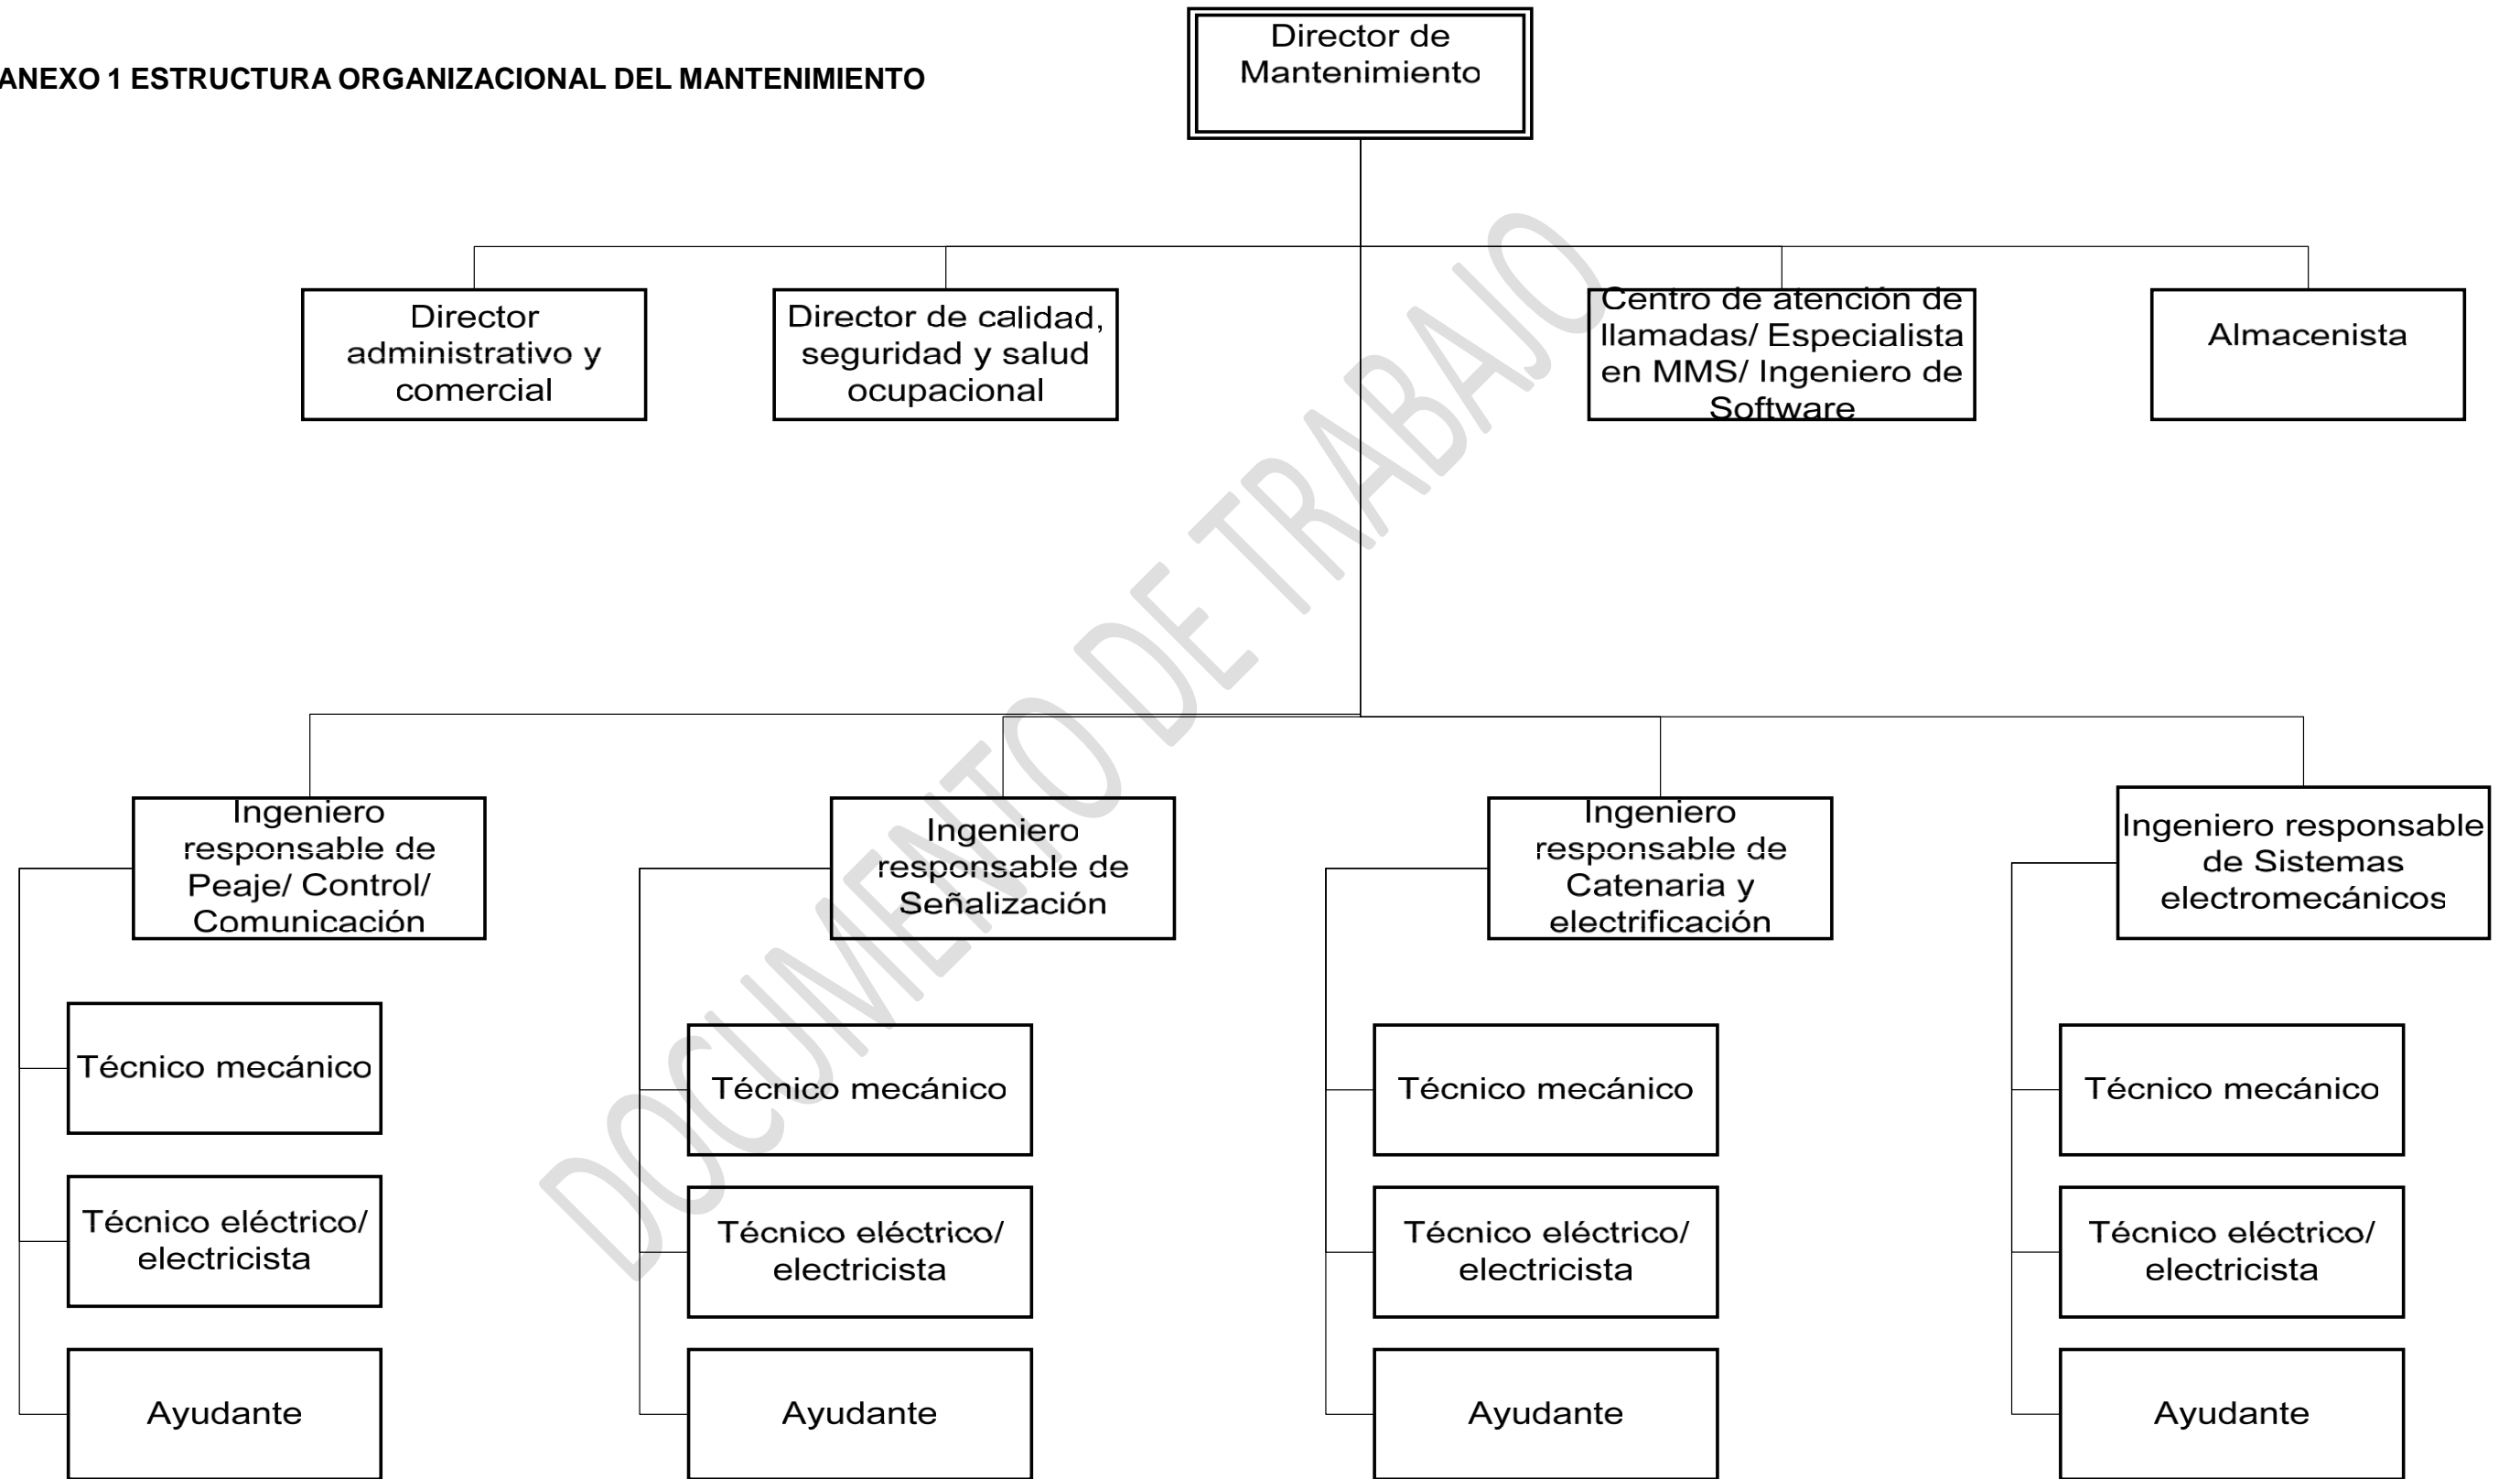 Director de
Mantenimiento
ANEXO 1 ESTRUCTURA ORGANIZACIONAL DEL MANTENIMIENTO
Director
administrativo y
comercial
Director de calidad,
seguridad y salud
ocupacional
Centro de atención de
llamadas/ Especialista
en MMS/ Ingeniero de
Software
Almacenista
DOCUMENTO DE TRABAJO
Ingeniero
responsable de
Peaje/ Control/
Comunicación
Ingeniero
responsable de
Señalización
Ingeniero
responsable de
Catenaria y
electrificación
Ingeniero responsable
de Sistemas
electromecánicos
Técnico mecánico
Técnico eléctrico/
electricista
Ayudante
Técnico mecánico
Técnico eléctrico/
electricista
Ayudante
Técnico mecánico
Técnico eléctrico/
electricista
Ayudante
Técnico mecánico
Técnico eléctrico/
electricista
Ayudante